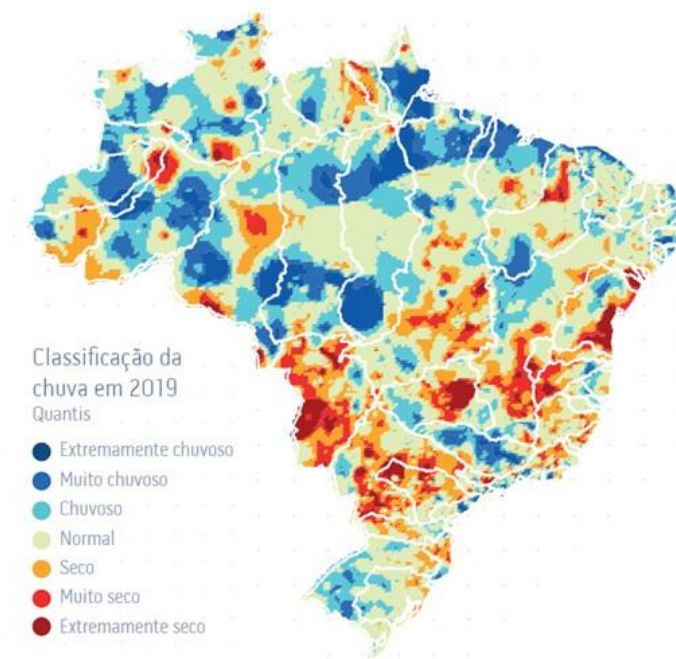 Classificação da
chuva em 2019
Quantis
Extremamente chuvoso
Muito chuvoso
Chuvoso
Normal
Seco
Muito seco
Extremamente seco